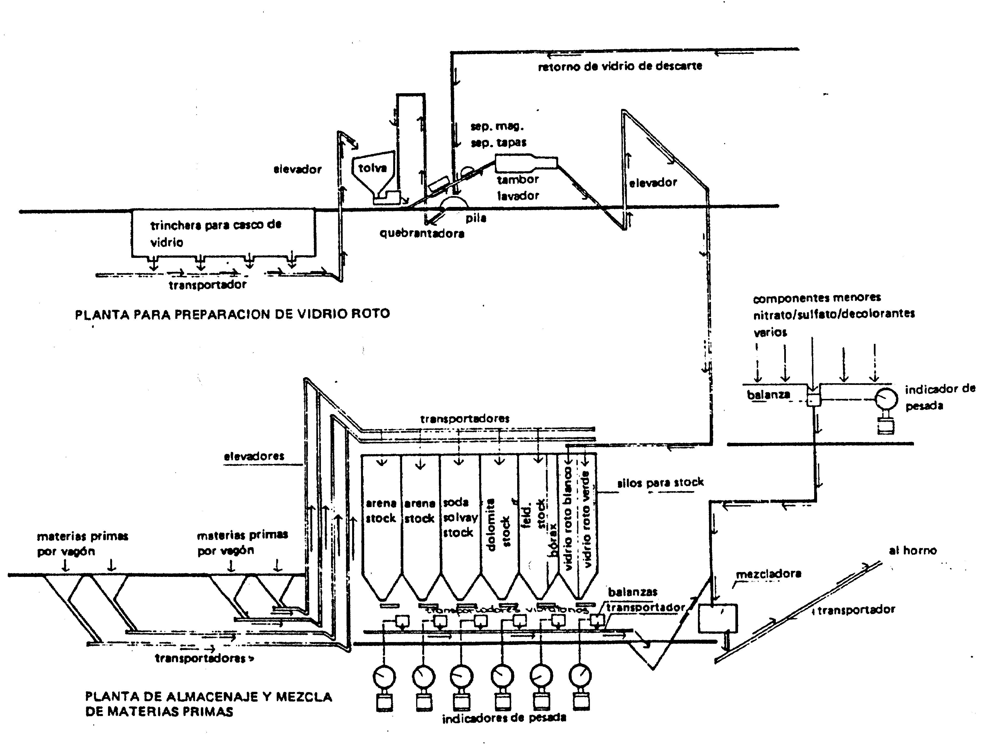 retorno de vidrio de descarte
sep. mag.
sep. tapas
elevador
tolva
tambor
lavador
elevador
trinchera para casco de
vidrio
pila
quebrantadora
transportador
PLANTA PARA PREPARACION DE VIDRIO ROTO
componentes menores
nitrato/sulfato/decolorantes
varios
balanza
indicador de
pesada
transportadores
elevadores
silos para stock
arena
stock
arena
stock
soda
solvay
stock
dolomita
stock
feld.
stock
bórax
vidrio roto blanco
vidrio roto verde
materias primas
por vagón
materias primas
por vagón
al horno
mezcladora
balanzas
transportador
transportadores vibratorios
transportador
transportadores
PLANTA DE ALMACENAJE Y MEZCLA
DE MATERIAS PRIMAS
indicadores de pesada